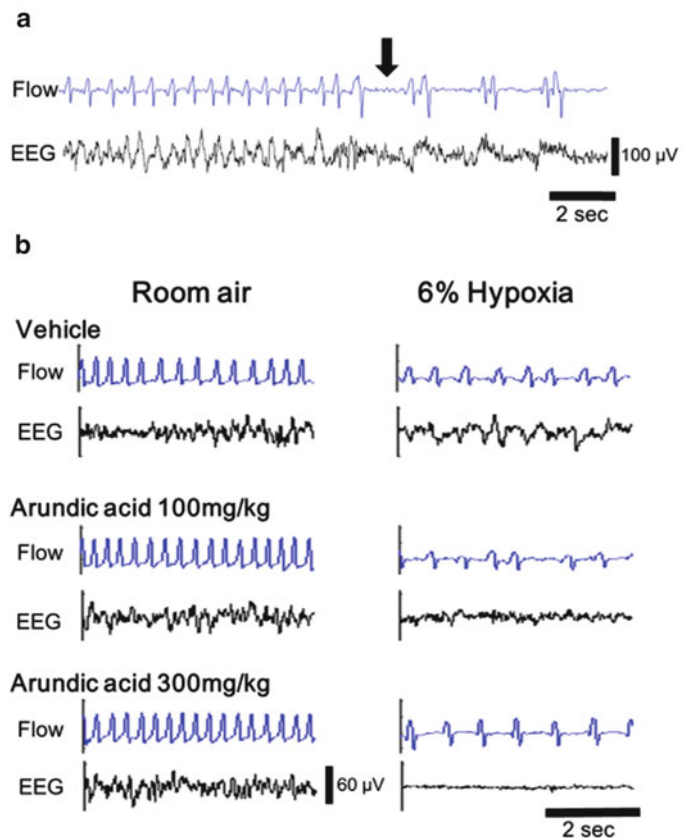 a
Flow
EEG
100 μV
2 sec
b
Room air
6% Hypoxia
Vehicle
Flow
EEG
Arundic acid 100mg/kg
Flow
EEG
Arundic acid 300mg/kg
Flow
EEG
60 μV
2 sec